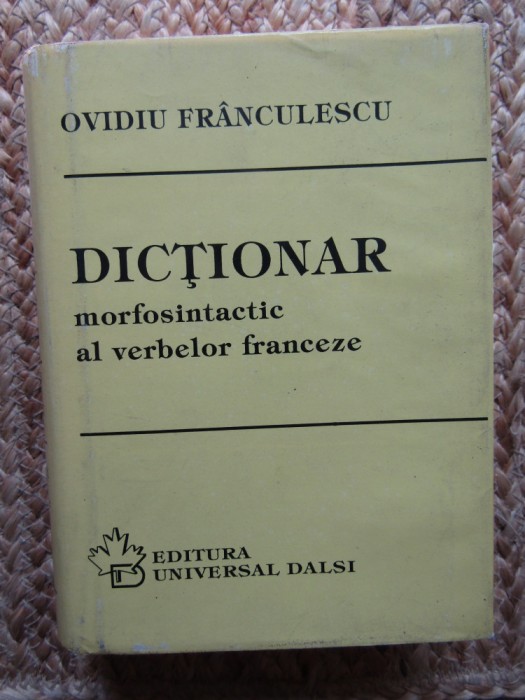 OVIDIU FRÂNCULESCU
DICŢIONAR
morfosintactic
al verbelor franceze
EDITURA
UNIVERSAL DALSI